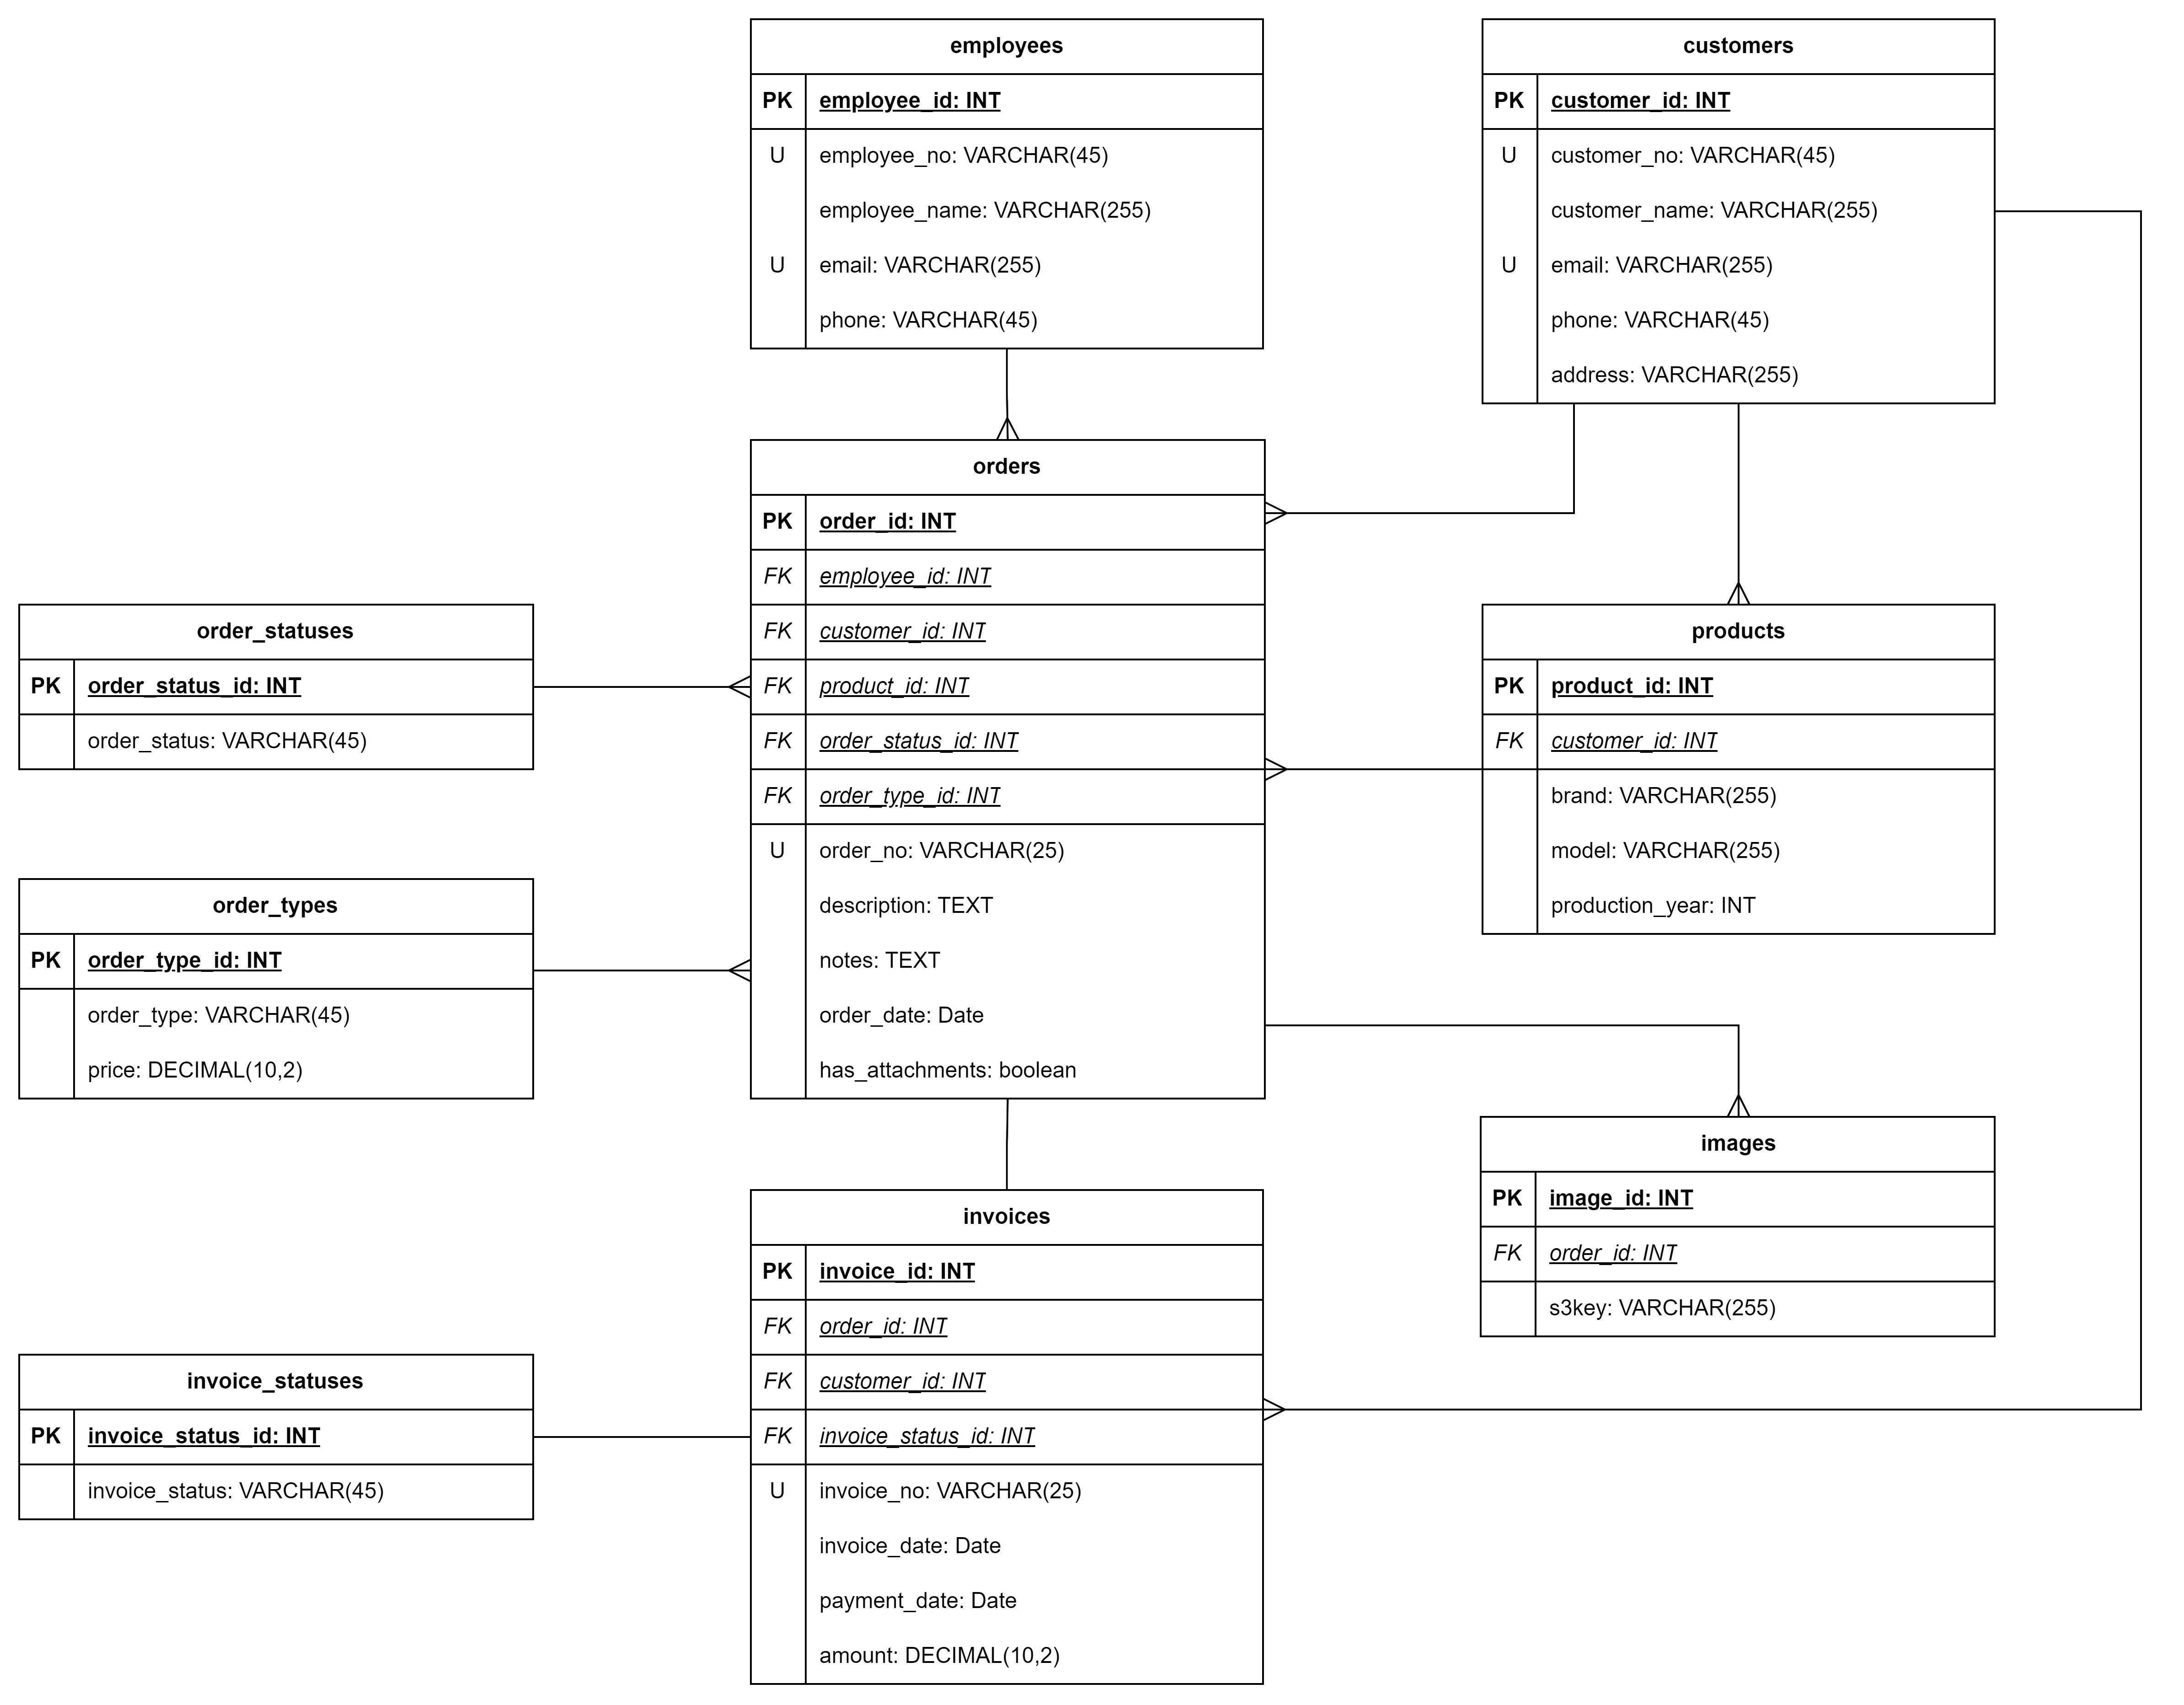 employees
PK employee_id: INT
U employee_no: VARCHAR(45)
employee_name: VARCHAR(255)
U email: VARCHAR(255)
phone: VARCHAR(45)
customers
PK customer_id: INT
U customer_no: VARCHAR(45)
customer_name: VARCHAR(255)
U email: VARCHAR(255)
phone: VARCHAR(45)
address: VARCHAR(255)
orders
PK order_id: INT
FK employee_id: INT
FK customer_id: INT
FK product_id: INT
FK order_status_id: INT
FK order_type_id: INT
U order_no: VARCHAR(25)
description: TEXT
notes: TEXT
order_date: Date
has_attachments: boolean
order_statuses
PK order_status_id: INT
order_status: VARCHAR(45)
products
PK product_id: INT
FK customer_id: INT
brand: VARCHAR(255)
model: VARCHAR(255)
production_year: INT
order_types
PK order_type_id: INT
order_type: VARCHAR(45)
price: DECIMAL(10,2)
images
PK image_id: INT
FK order_id: INT
s3key: VARCHAR(255)
invoices
PK invoice_id: INT
FK order_id: INT
FK customer_id: INT
FK invoice_status_id: INT
U invoice_no: VARCHAR(25)
invoice_date: Date
payment_date: Date
amount: DECIMAL(10,2)
invoice_statuses
PK invoice_status_id: INT
invoice_status: VARCHAR(45)